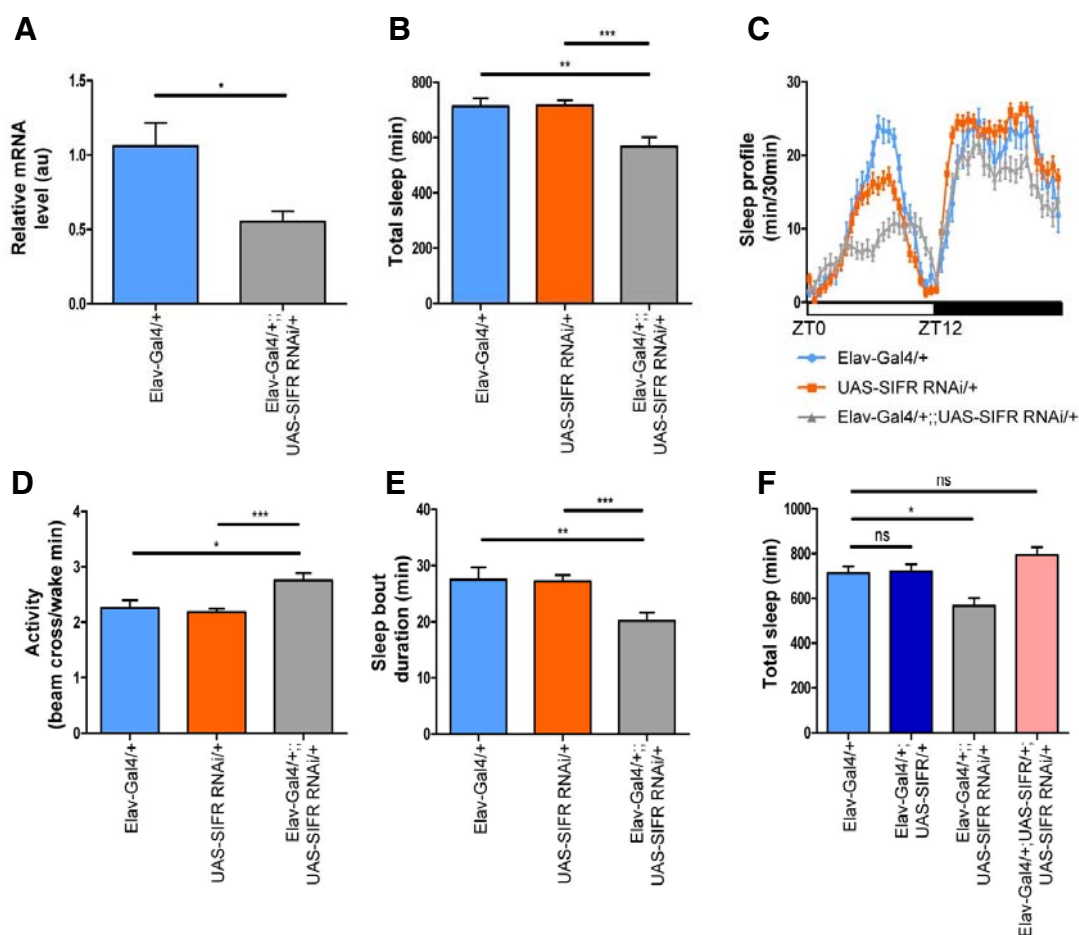 A
Relative mRNA
level (au)
1.5
1.0
0.5
0.0
*
Elav-Gal4/+
Elav-Gal4/+;;
UAS-SIFR RNAi/+
B
Total sleep (min)
800
600
400
200
0
***
**
Elav-Gal4/+
UAS-SIFR RNAi/+
Elav-Gal4/+;;
UAS-SIFR RNAi/+
C
Sleep profile
(min/30min)
30
20
10
0
ZT0
ZT12
Elav-Gal4/+
UAS-SIFR RNAi/+
Elav-Gal4/+;;UAS-SIFR RNAi/+
D
Activity
(beam cross/wake min)
4
3
2
1
0
***
*
Elav-Gal4/+
UAS-SIFR RNAi/+
Elav-Gal4/+;;
UAS-SIFR RNAi/+
E
Sleep bout
duration (min)
40
30
20
10
0
***
**
Elav-Gal4/+
UAS-SIFR RNAi/+
Elav-Gal4/+;;
UAS-SIFR RNAi/+
F
Total sleep (min)
1000
800
600
400
200
0
ns
*
ns
Elav-Gal4/+
Elav-Gal4/+;
UAS-SIFR/+
Elav-Gal4/+;;
UAS-SIFR RNAi/+
Elav-Gal4/+;UAS-SIFR/+;
UAS-SIFR RNAi/+